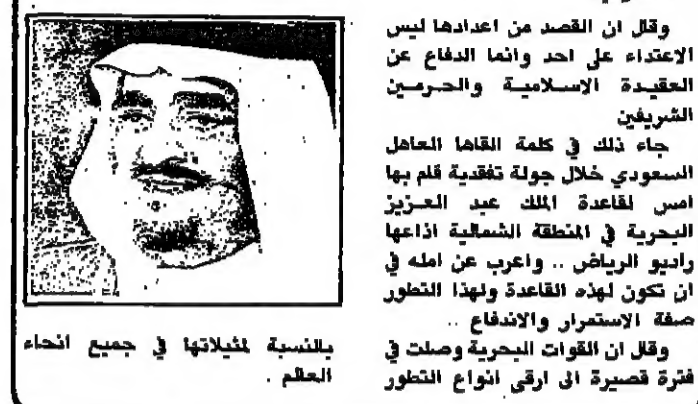 وقال ان القصد من اعدادها ليس
الاعتداء على احد وانما الدفاع عن
العقيدة الاسلامية والحرمين
الشريفين
جاء ذلك في كلمة القاها العاهل
السعودي خلال جولة تفقدية قام بها
امس لقاعدة الملك عبد العزيز
البحرية في المنطقة الشمالية اذاعها
راديو الرياض .. واعرب عن امله في
ان تكون لهذه القاعدة ولهذا التطور
صفة الاستمرار والاندفاع ..
وقال ان القوات البحرية وصلت في
فترة قصيرة الى ارقى انواع التطور
بالنسبة لمثيلاتها في جميع انحاء
العالم .